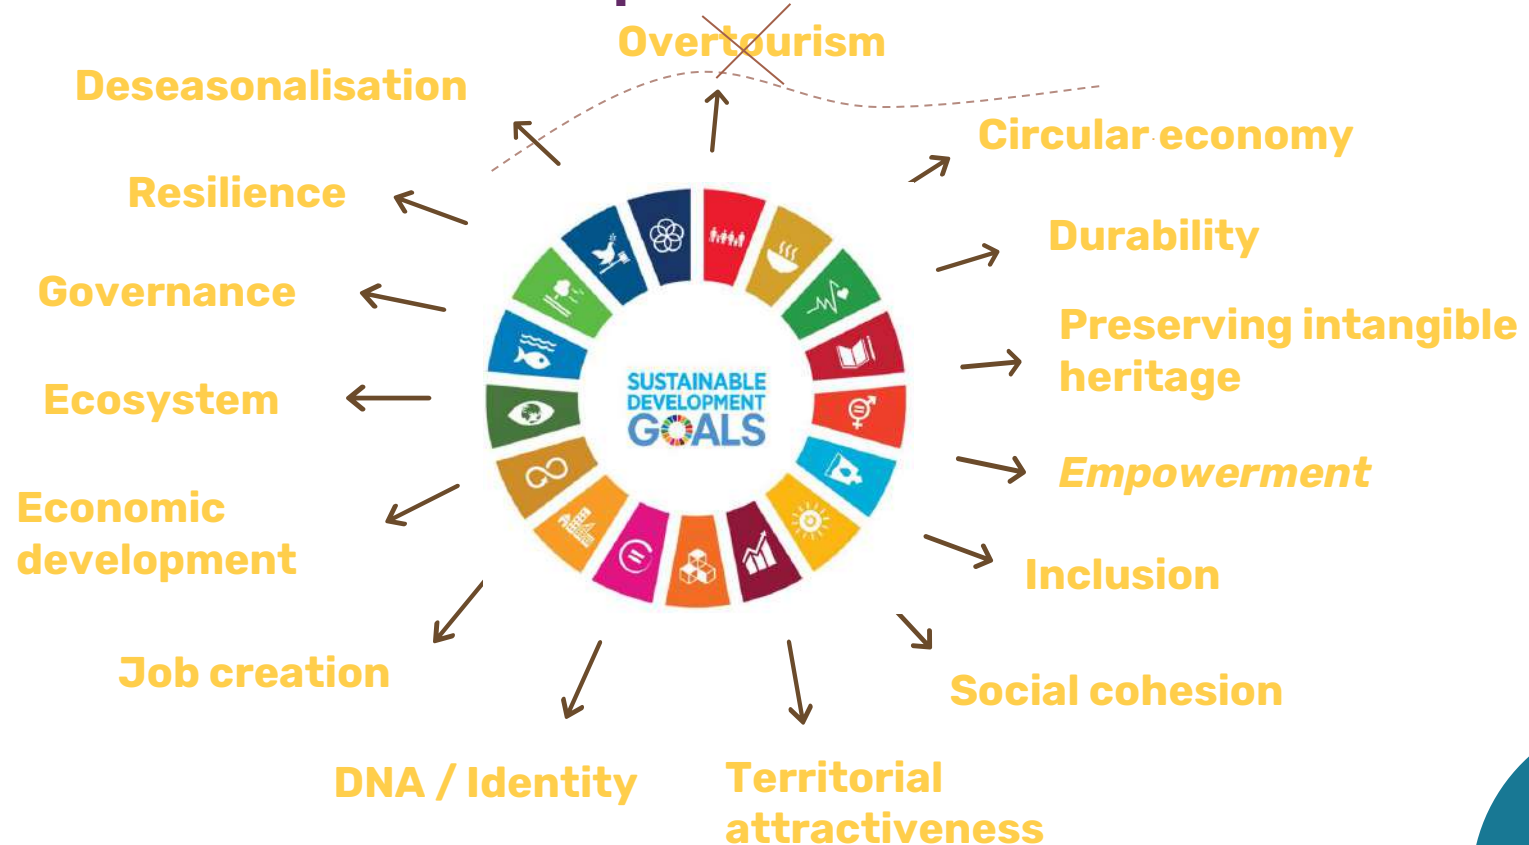 Overtourism
Deseasonalisation
Circular economy
Resilience
Durability
Governance
Preserving intangible
heritage
Ecosystem
SUSTAINABLE
DEVELOPMENT
GOALS
Empowerment
Economic
development
Inclusion
Job creation
Social cohesion
DNA / Identity
Territorial
attractiveness